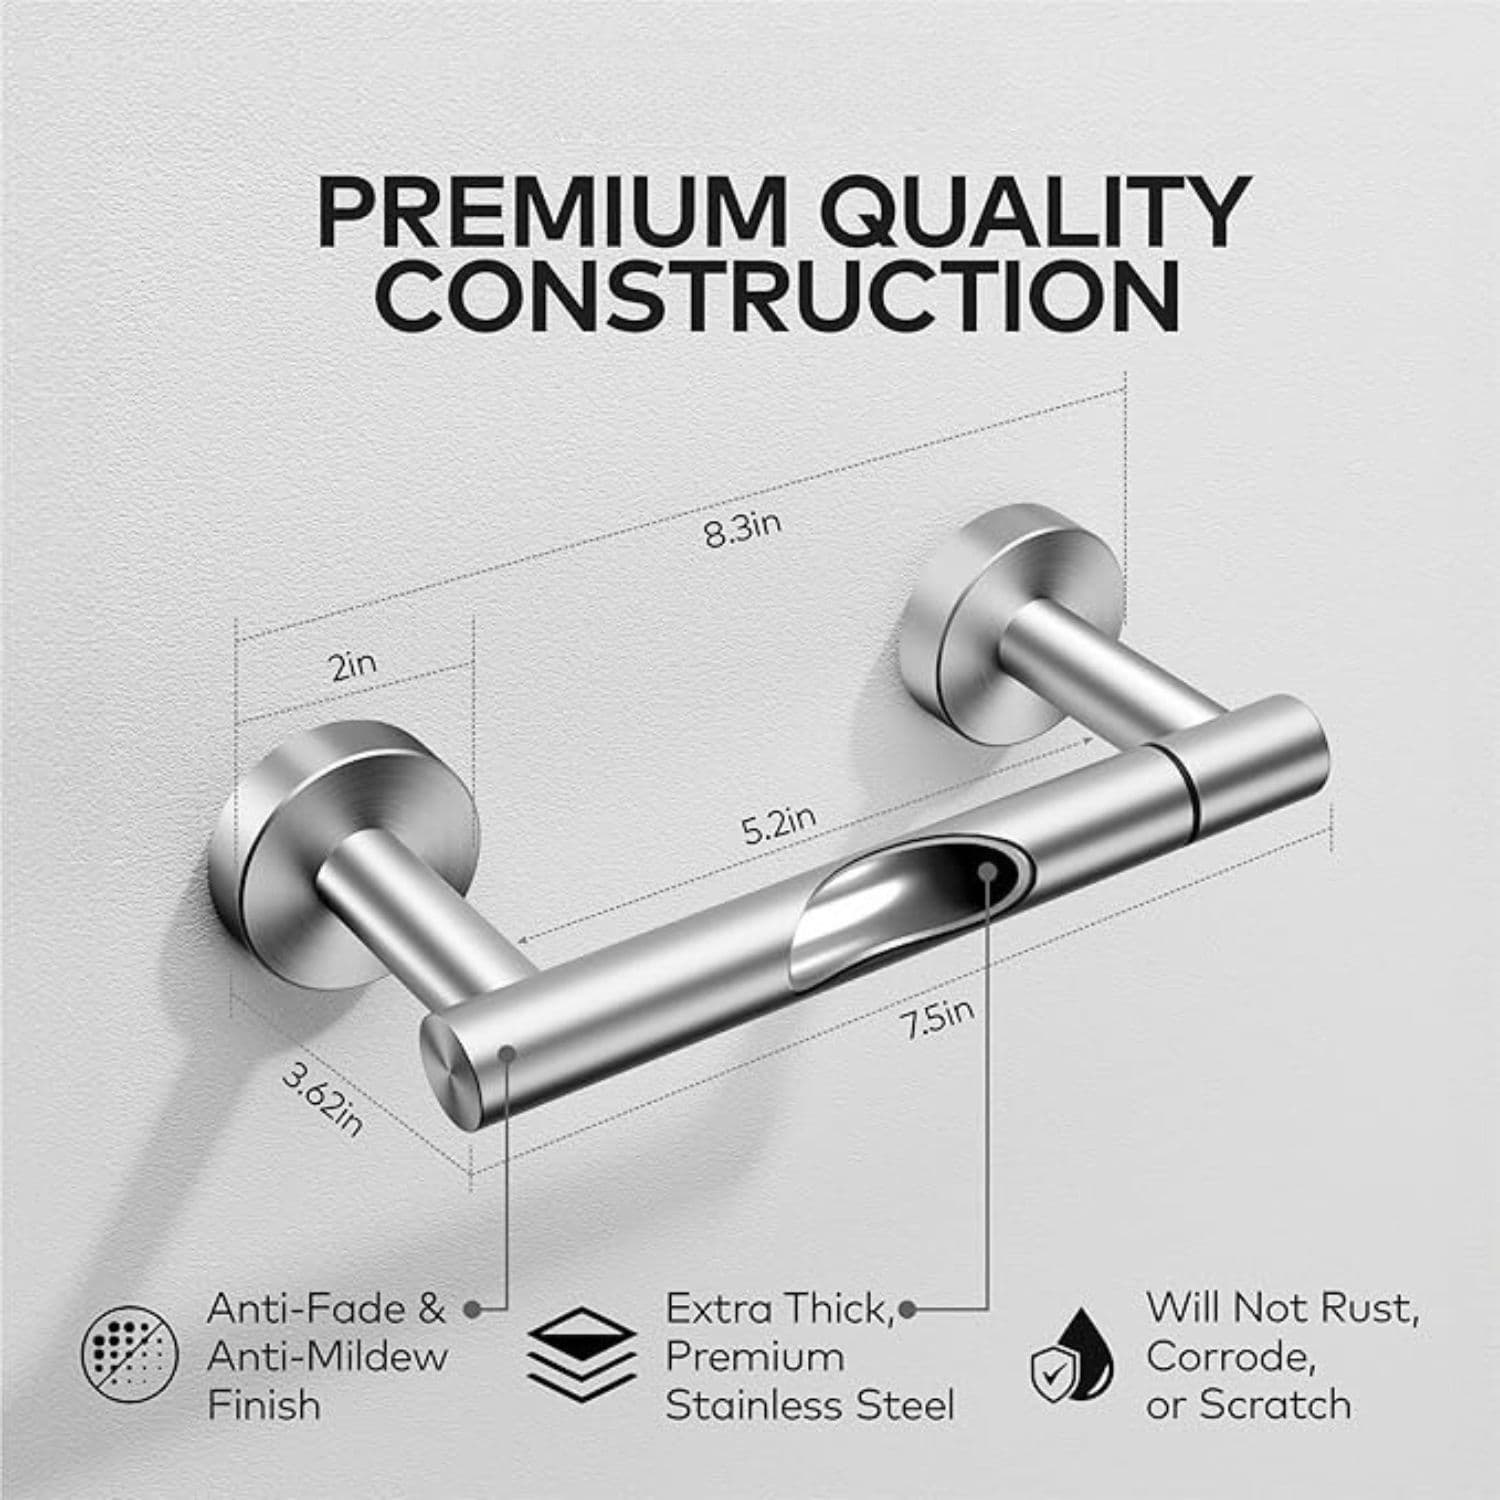 PREMIUM QUALITY
CONSTRUCTION
8.3in
2in
5.2in
7.5in
3.62in
Anti-Fade &
Anti-Mildew
Finish
Extra Thick,
Premium
Stainless Steel
Will Not Rust,
Corrode,
or Scratch